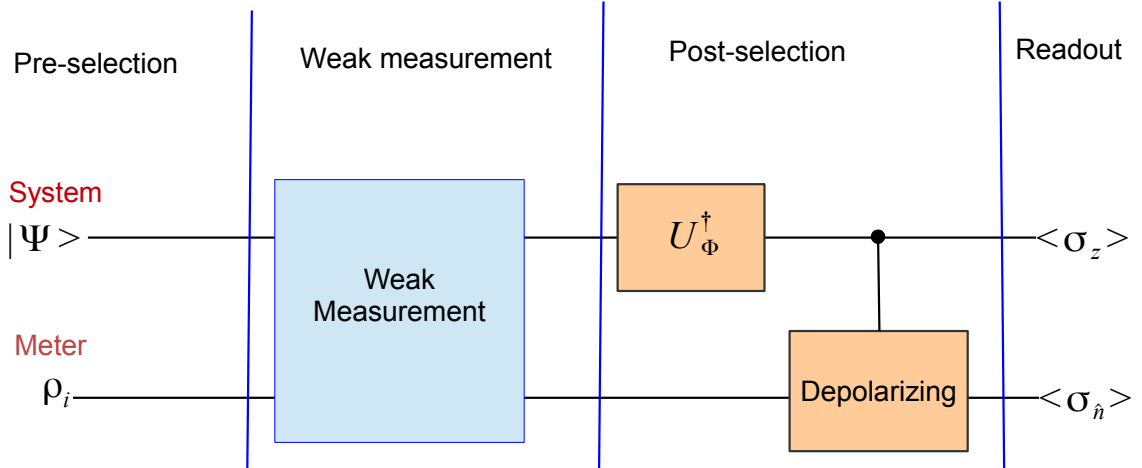 Pre-selection
Weak measurement
Post-selection
Readout
System
|Ψ>
U†Φ
<σz>
Weak
Measurement
Meter
ρi
Depolarizing
<σn̂>